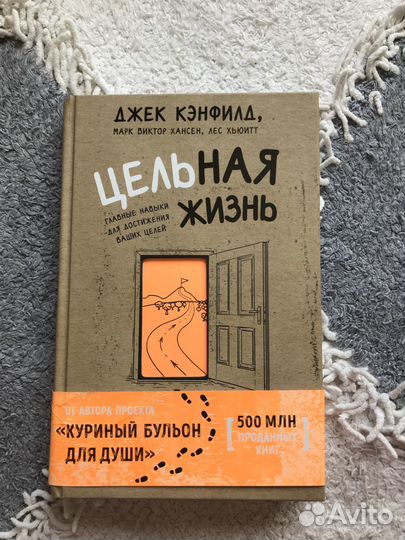 ДЖЕК КЭНФИЛД,
МАРК ВИКТОР ХАНСЕН, ЛЕС ХЬЮИТТ
ЦЕЛЬНАЯ
ЖИЗНЬ
ГЛАВНЫЕ НАВЫКИ
ДЛЯ ДОСТИЖЕНИЯ
ВАШИХ ЦЕЛЕЙ
ОТ АВТОРА ПРОЕКТА
«КУРИНЫЙ БУЛЬОН
ДЛЯ ДУШИ»
[500 МЛН
ПРОДАННЫХ
КНИГ]
Avito